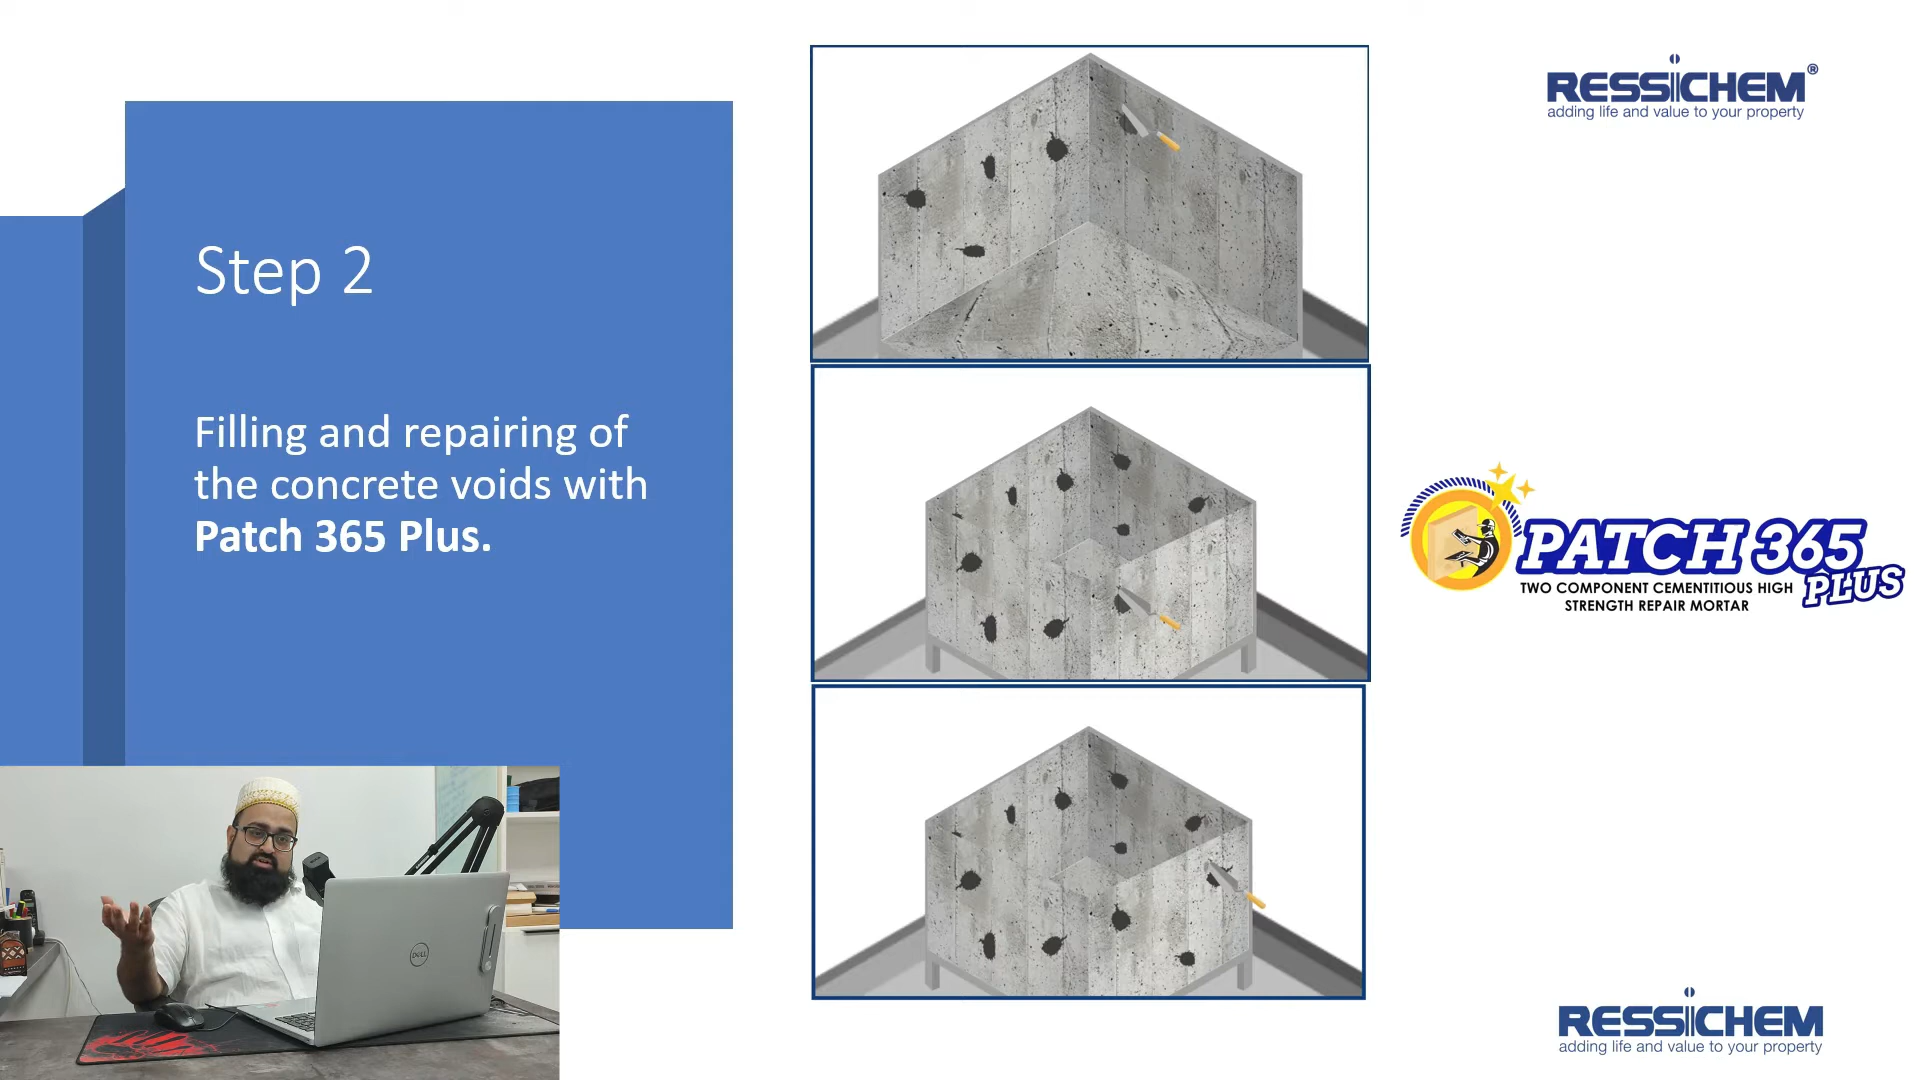 Step 2
Filling and repairing of
the concrete voids with
Patch 365 Plus.
RESSICHEM®
adding life and value to your property
PATCH 365
PLUS
TWO COMPONENT CEMENTITIOUS HIGH
STRENGTH REPAIR MORTAR
DELL
RESSICHEM
adding life and value to your property